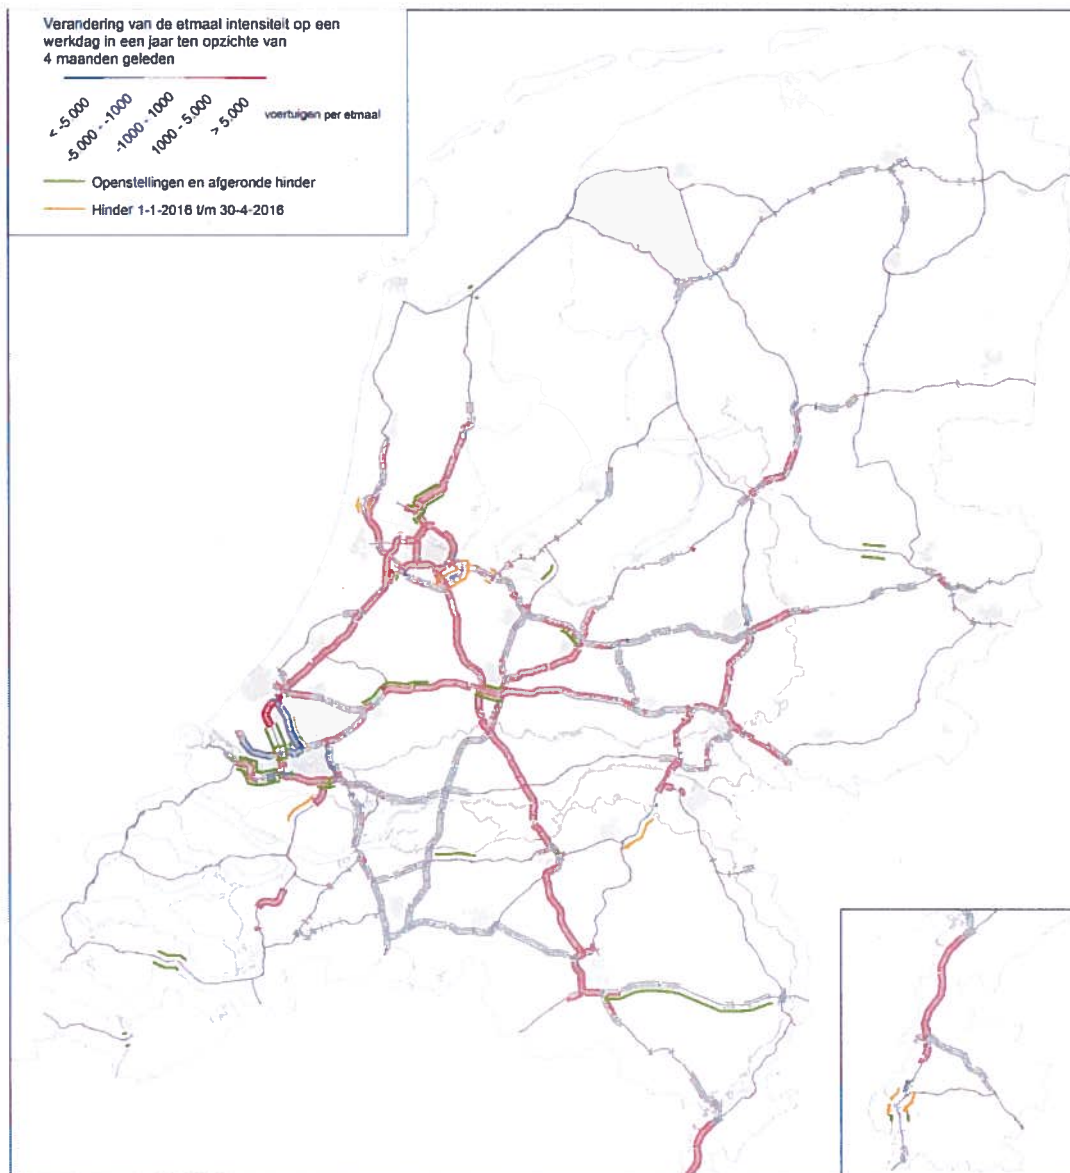 Verandering van de etmaal intensiteit op een
werkdag in een jaar ten opzichte van
4 maanden geleden
< -5.000
-5.000 - -1000
-1000 - 1000
1000 - 5.000
> 5.000
voertuigen per etmaal
Openstellingen en afgeronde hinder
Hinder 1-1-2016 t/m 30-4-2016